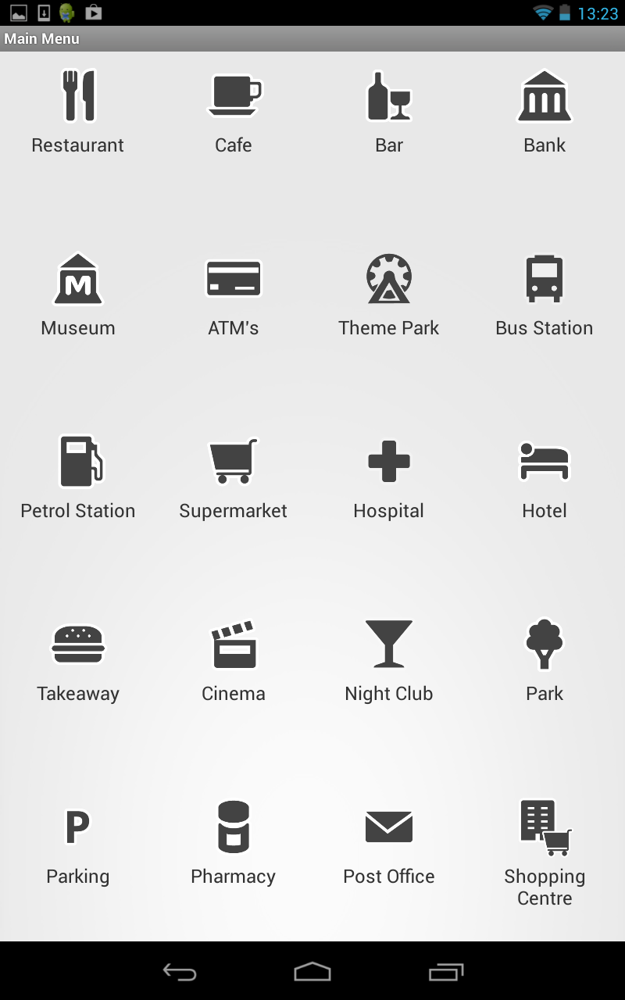 13:23
Main Menu
Restaurant
Cafe
Bar
Bank
M
Museum
ATM's
Theme Park
Bus Station
Petrol Station
Supermarket
Hospital
Hotel
Takeaway
Cinema
Night Club
Park
P
Parking
Pharmacy
Post Office
Shopping
Centre